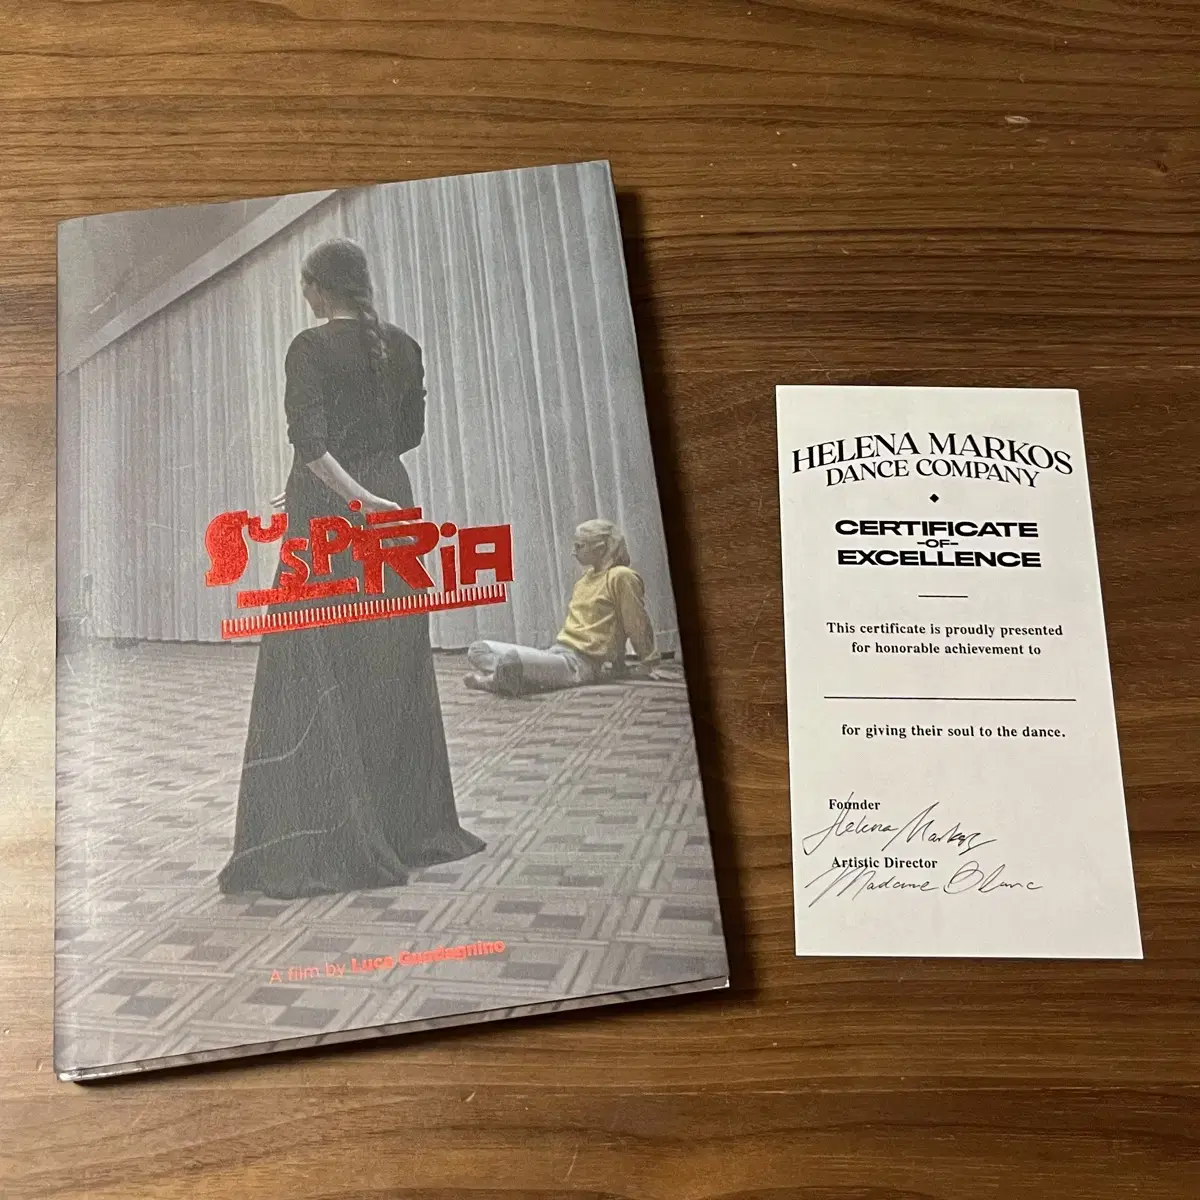 SUSPIRIA
A film by Luca Guadagnino
HELENA MARKOS
DANCE COMPANY
CERTIFICATE
-OF-
EXCELLENCE
This certificate is proudly presented
for honorable achievement to
for giving their soul to the dance.
Founder
Helena Markos
Artistic Director
Madame Blanc